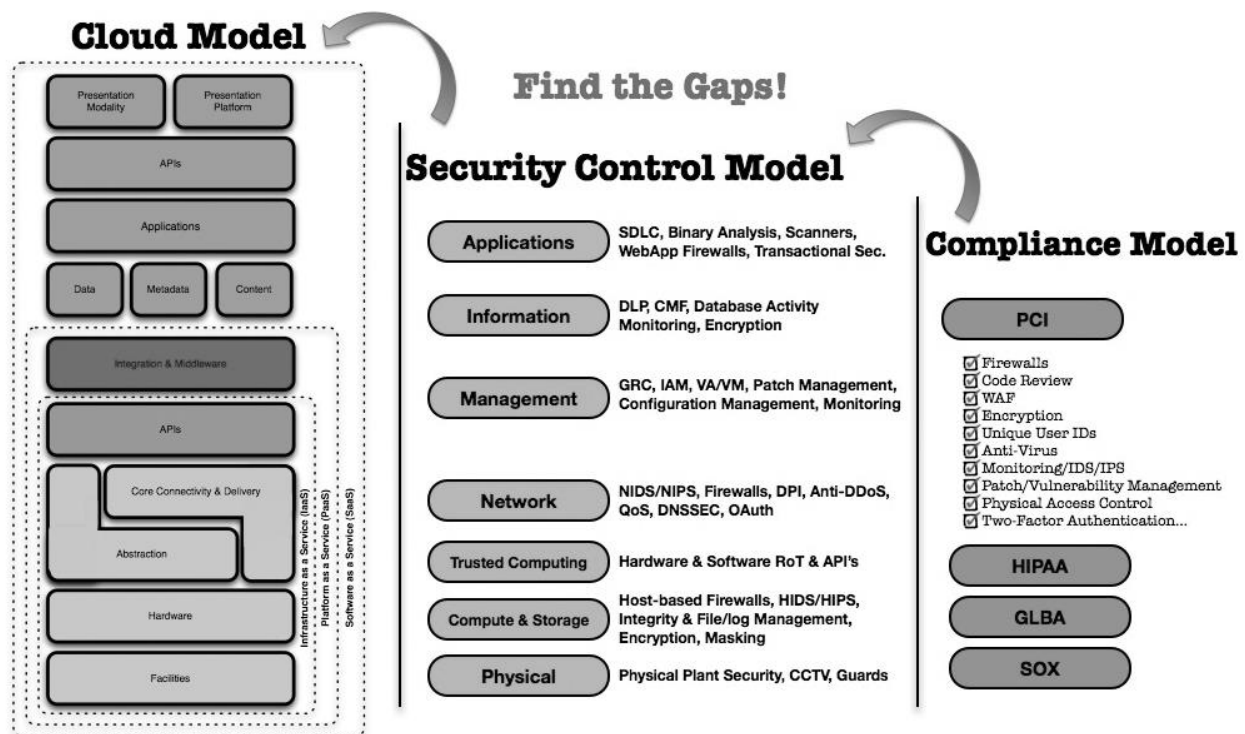 Cloud Model
Find the Gaps!
Presentation
Modality
Presentation
Platform
APIs
Applications
Data
Metadata
Content
Integration & Middleware
APIs
Core Connectivity & Delivery
Abstraction
Hardware
Facilities
Infrastructure as a Service (IaaS)
Platform as a Service (PaaS)
Software as a Service (SaaS)
Security Control Model
Applications
SDLC, Binary Analysis, Scanners,
WebApp Firewalls, Transactional Sec.
Information
DLP, CMF, Database Activity
Monitoring, Encryption
Management
GRC, IAM, VA/VM, Patch Management,
Configuration Management, Monitoring
Network
NIDS/NIPS, Firewalls, DPI, Anti-DDoS,
QoS, DNSSEC, OAuth
Trusted Computing
Hardware & Software RoT & API's
Compute & Storage
Host-based Firewalls, HIDS/HIPS,
Integrity & File/log Management,
Encryption, Masking
Physical
Physical Plant Security, CCTV, Guards
Compliance Model
PCI
Firewalls
Code Review
WAF
Encryption
Unique User IDs
Anti-Virus
Monitoring/IDS/IPS
Patch/Vulnerability Management
Physical Access Control
Two-Factor Authentication...
HIPAA
GLBA
SOX